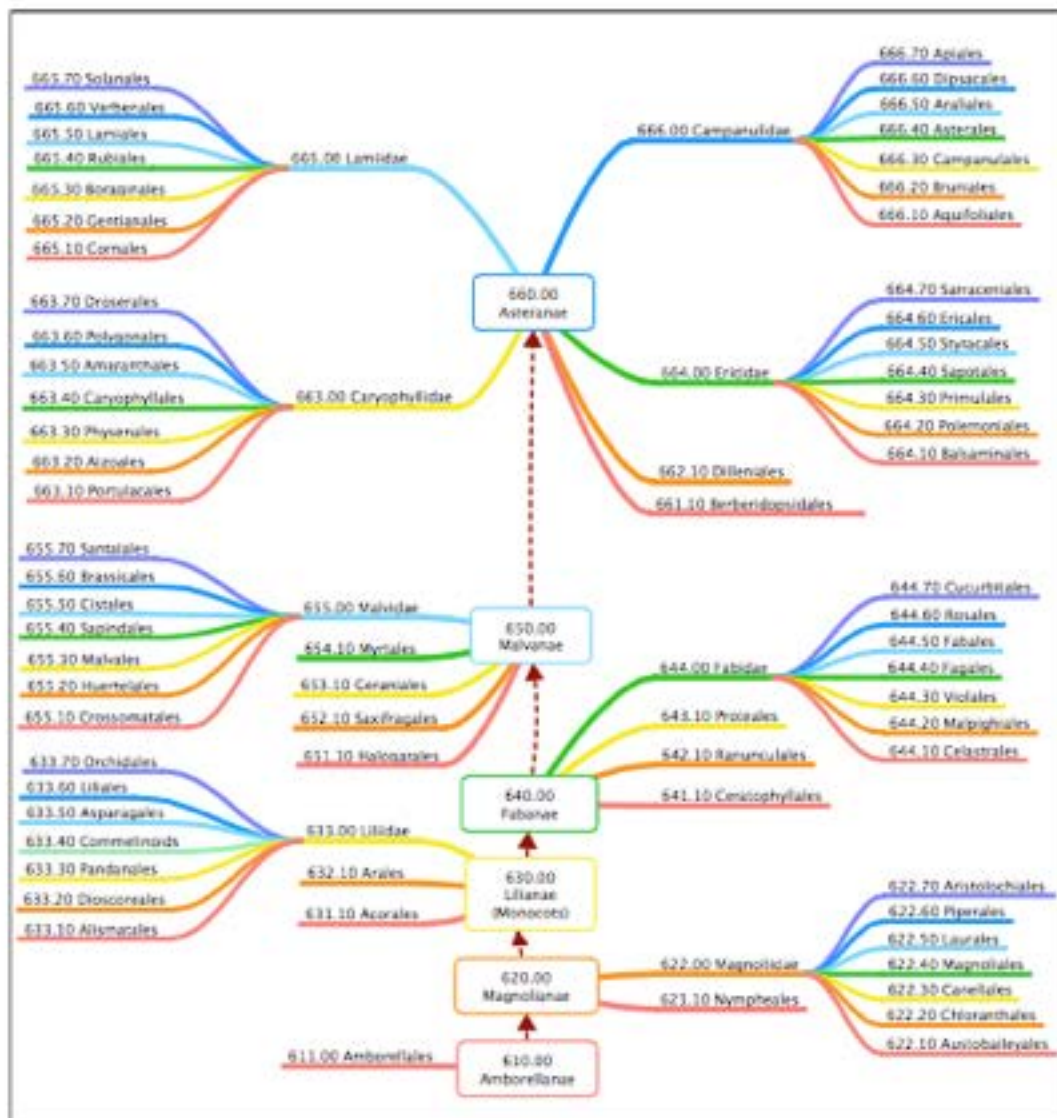 665.70 Solanales
665.60 Verbenales
665.50 Lamiales
665.40 Rubiales
665.30 Boraginales
665.20 Gentianales
665.10 Cornales
665.00 Lamiidae
666.70 Apiales
666.60 Dipsacales
666.50 Araliales
666.40 Asterales
666.30 Campanulales
666.20 Bruniales
666.10 Aquifoliales
666.00 Campanulidae
660.00
Asteranae
663.70 Droserales
663.60 Polygonales
663.50 Amaranthales
663.40 Caryophyllales
663.30 Physenales
663.20 Aizoales
663.10 Portulacales
663.00 Caryophyllidae
664.70 Sarraceniales
664.60 Ericales
664.50 Styracales
664.40 Sapotales
664.30 Primulales
664.20 Polemoniales
664.10 Balsaminales
664.00 Ericidae
662.10 Dilleniales
661.10 Berberidopsidales
655.70 Santalales
655.60 Brassicales
655.50 Cistales
655.40 Sapindales
655.30 Malvales
655.20 Huerteales
655.10 Crossomatales
655.00 Malvidae
654.10 Myrtales
653.10 Geraniales
652.10 Saxifragales
651.10 Haloragales
650.00
Malvanae
644.70 Cucurbitales
644.60 Rosales
644.50 Fabales
644.40 Fagales
644.30 Violales
644.20 Malpighiales
644.10 Celastrales
644.00 Fabidae
643.10 Proteales
642.10 Ranunculales
641.10 Ceratophyllales
640.00
Fabanae
633.70 Orchidales
633.60 Liliales
633.50 Asparagales
633.40 Commelinoids
633.30 Pandanales
633.20 Dioscoreales
633.10 Alismatales
633.00 Liliidae
632.10 Arales
631.10 Acorales
630.00
Lilianae
(Monocots)
622.70 Aristolochiales
622.60 Piperales
622.50 Laurales
622.40 Magnoliales
622.30 Canellales
622.20 Chloranthales
622.10 Austobaileyales
622.00 Magnoliidae
621.10 Nympheales
620.00
Magnolianae
611.00 Amborellales
610.00
Amborellanae